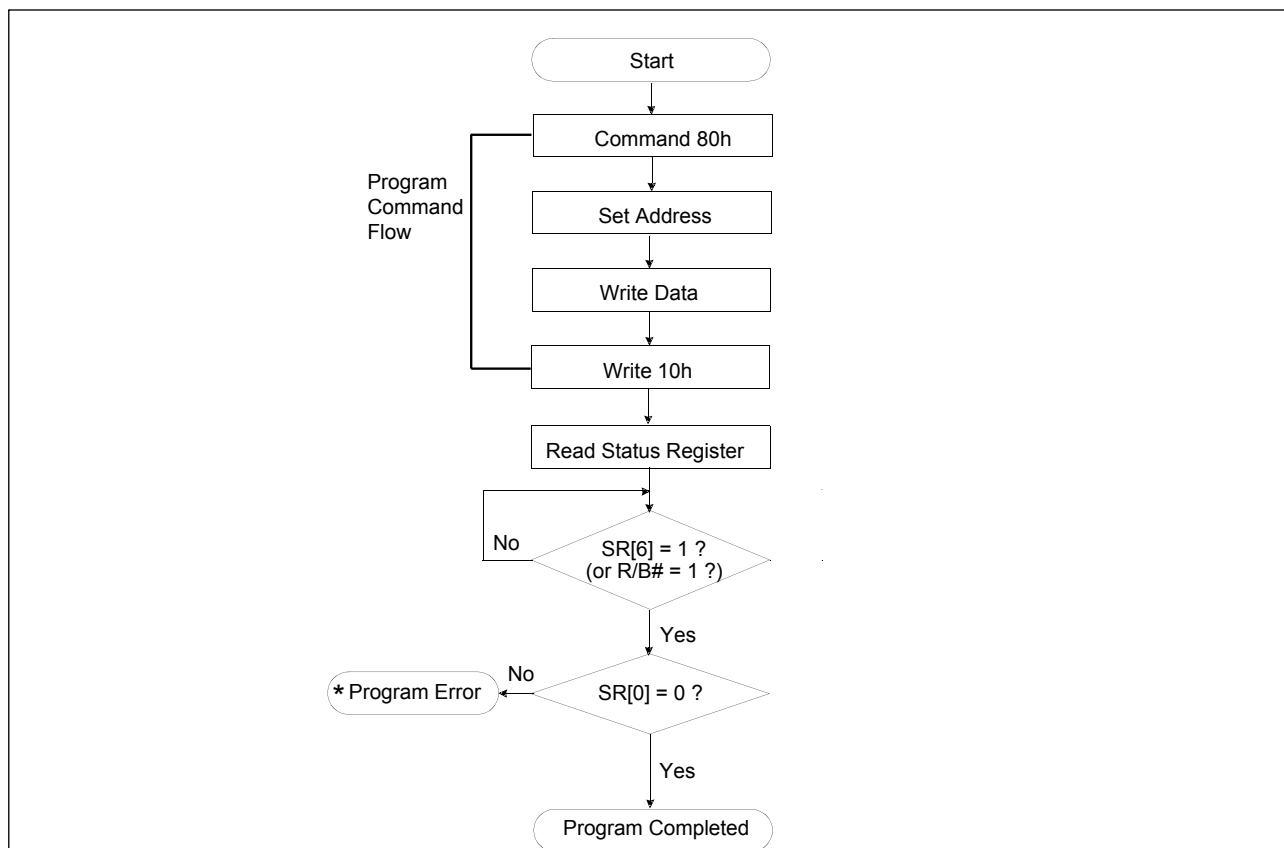 Start
Command 80h
Program
Command
Flow
Set Address
Write Data
Write 10h
Read Status Register
No
SR[6] = 1 ?
(or R/B# = 1 ?)
Yes
No
* Program Error
SR[0] = 0 ?
Yes
Program Completed